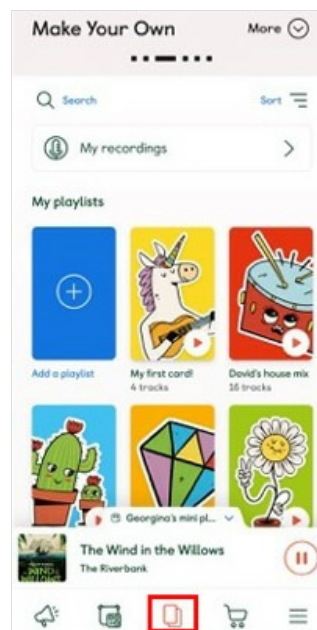 Make Your Own
More
Search
Sort
My recordings
My playlists
Add a playlist
My first card!
4 tracks
David's house mix
16 tracks
Georgina's mini pl...
The Wind in the Willows
The Riverbank